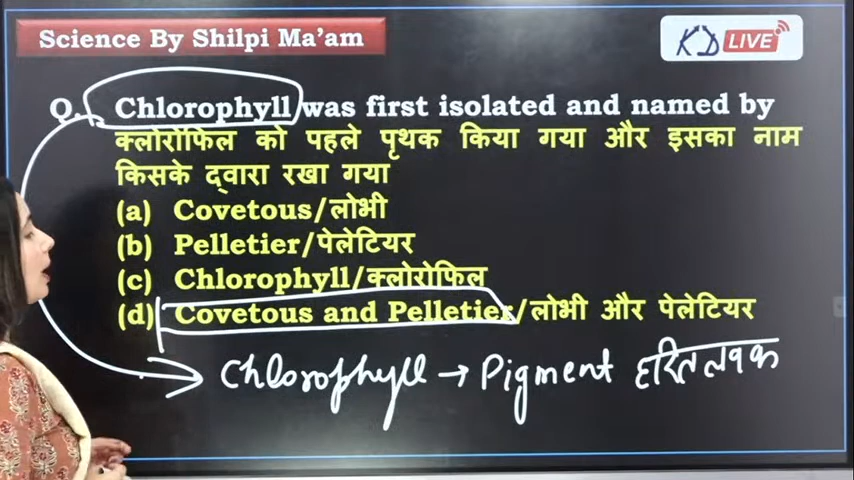 Science By Shilpi Ma'am
KD LIVE
Q. Chlorophyll was first isolated and named by
क्लोरोफिल को पहले पृथक किया गया और इसका नाम
किसके द्वारा रखा गया
(a) Covetous/लोभी
(b) Pelletier/पेलेटियर
(c) Chlorophyll/क्लोरोफिल
(d) Covetous and Pelletier/लोभी और पेलेटियर
Chlorophyll → Pigment हरितलवक